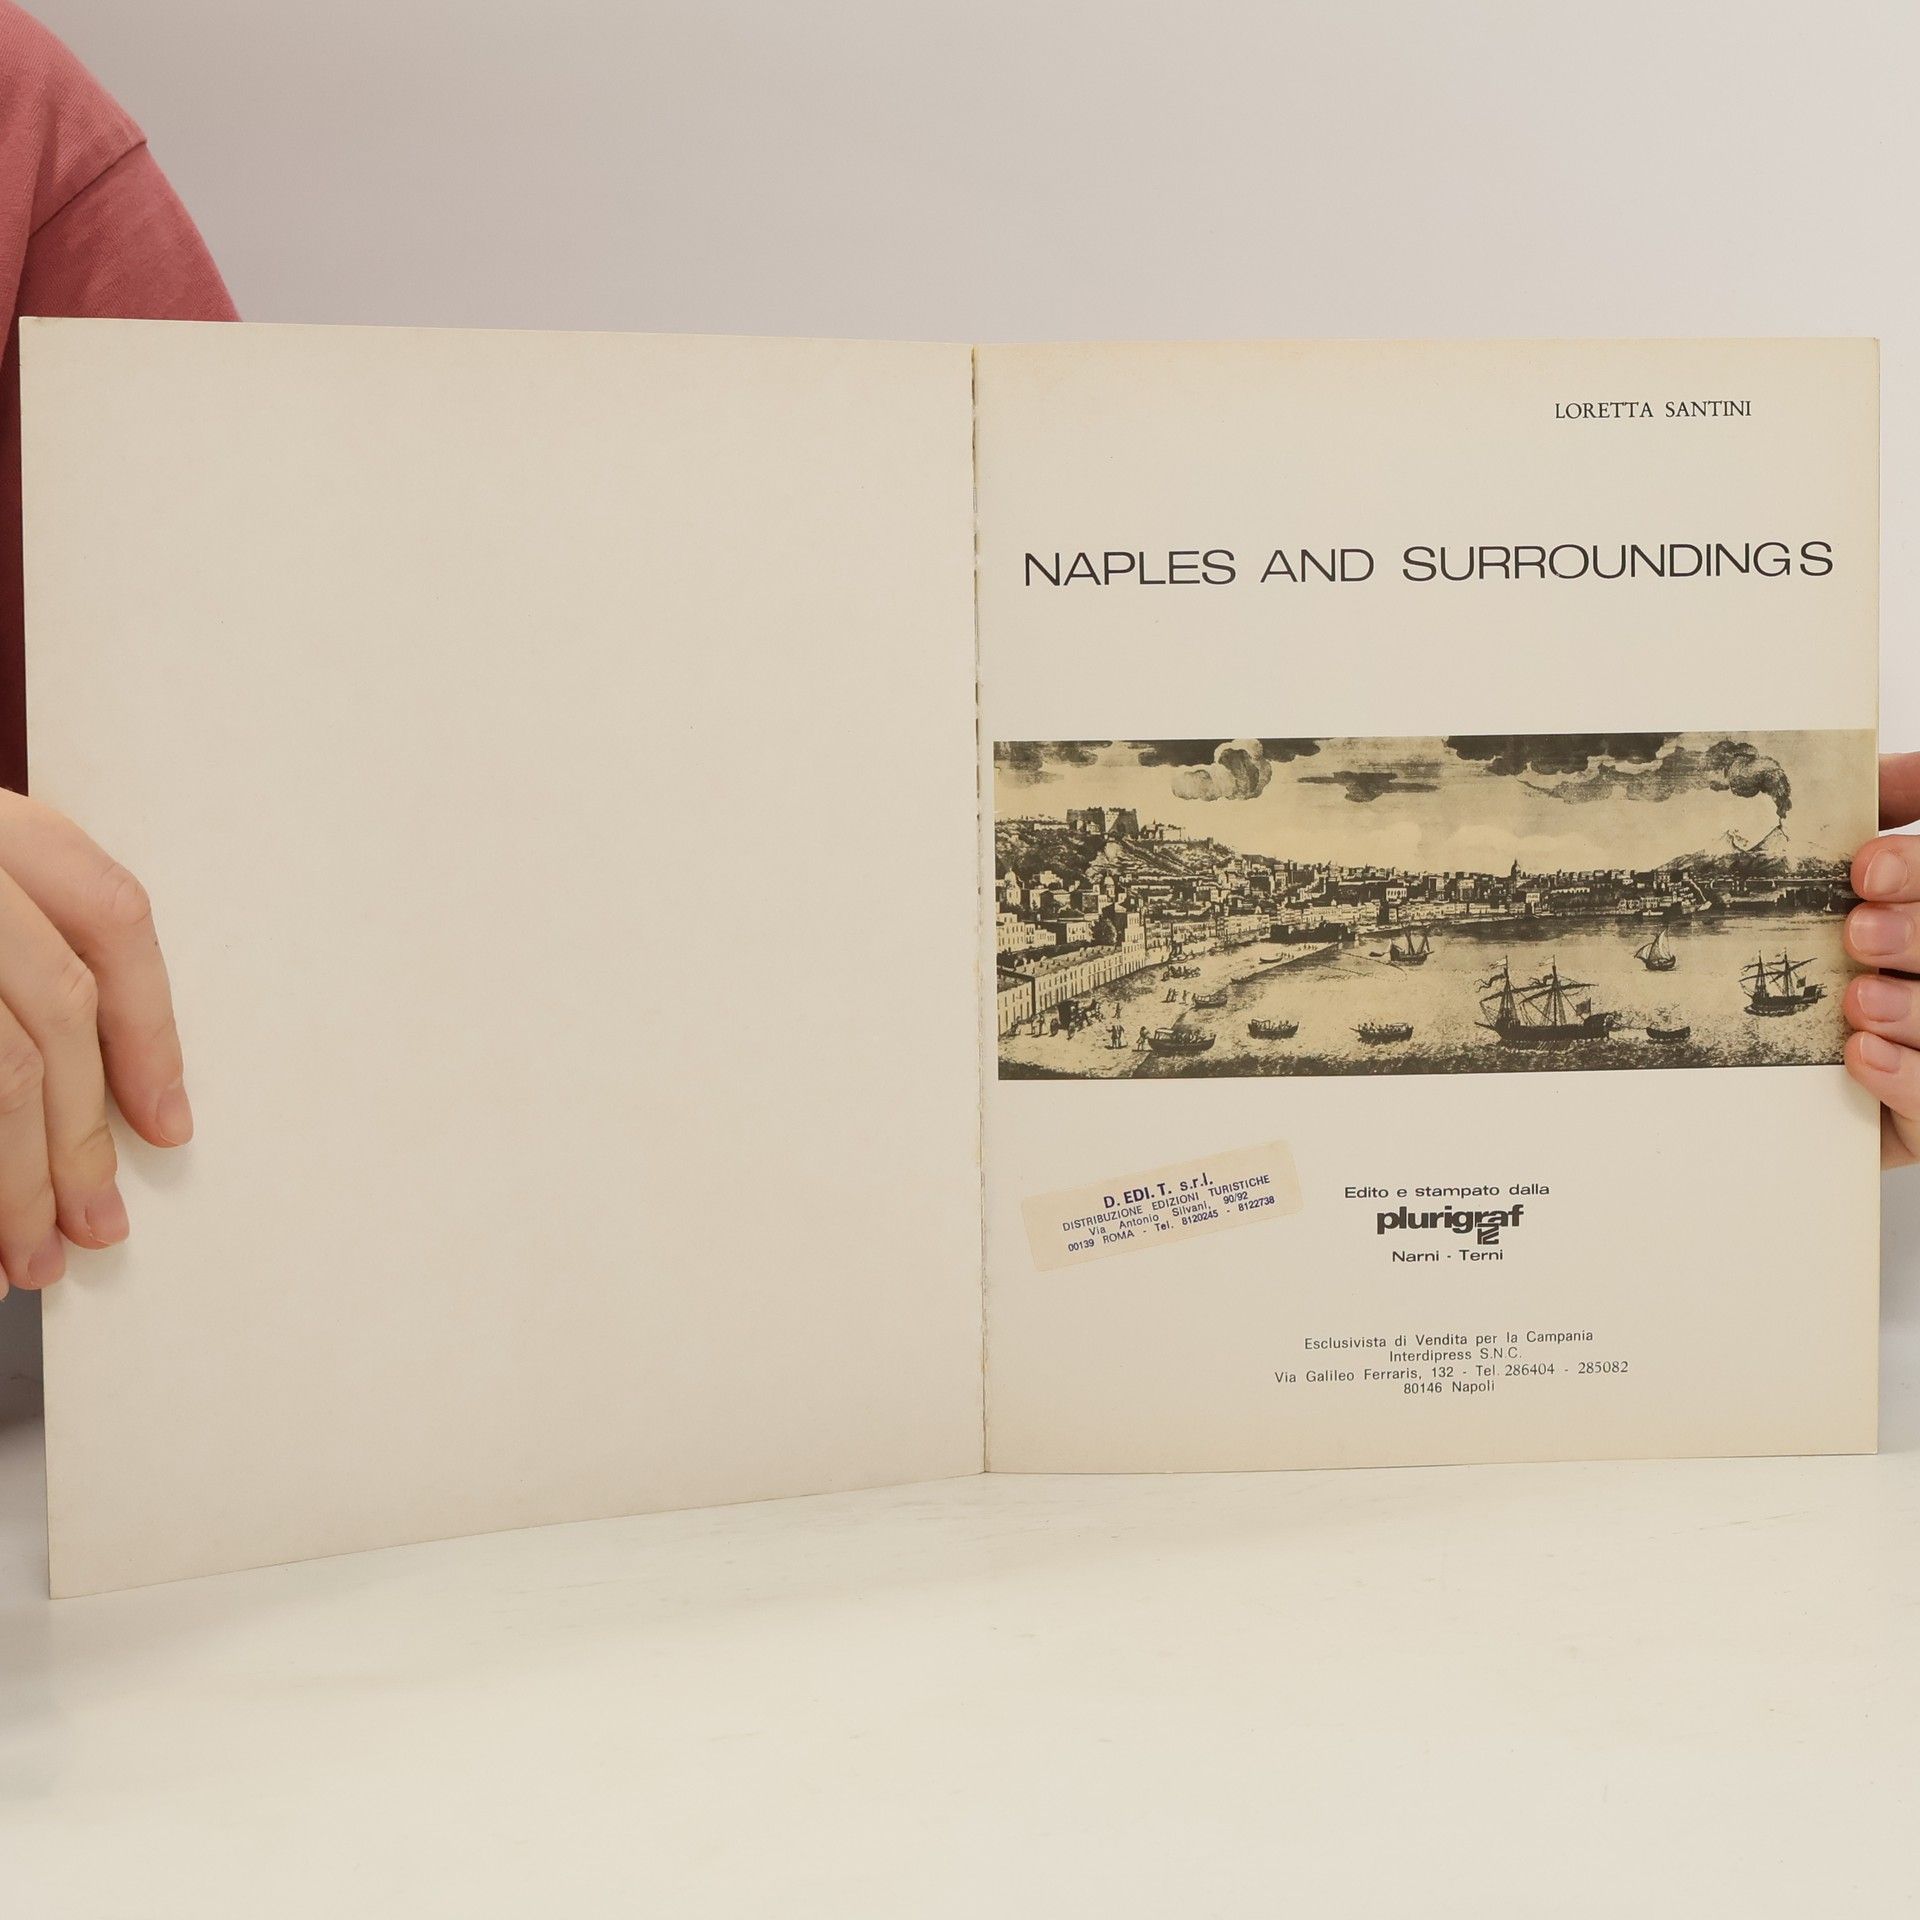 LORETTA SANTINI
NAPLES AND SURROUNDINGS
D. EDI. T. s.r.l.
DISTRIBUZIONE EDIZIONI TURISTICHE
Via Antonio Silvani, 90/92
00139 ROMA - Tel. 8120245 - 8122738
Edito e stampato dalla
plurigraf
Narni - Terni
Esclusivista di Vendita per la Campania
Interdipress S.N.C.
Via Galileo Ferraris, 132 - Tel. 286404 - 285082
80146 Napoli